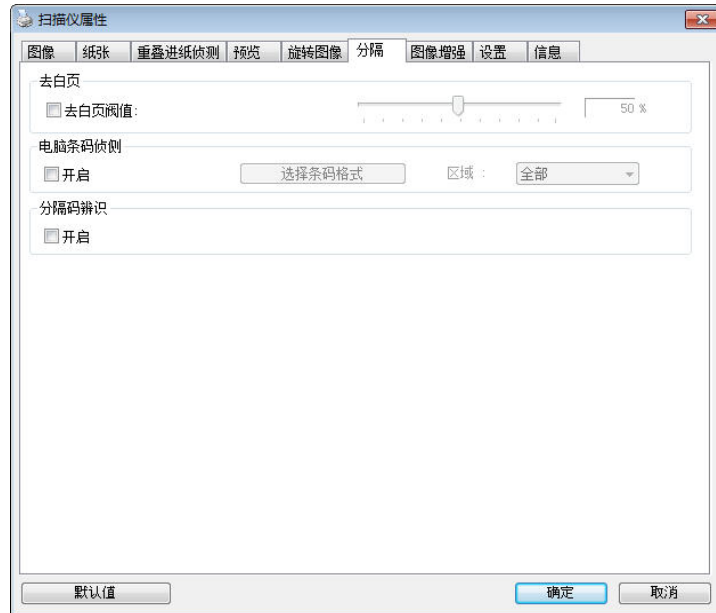 扫描仪属性
图像 纸张 重叠进纸侦测 预览 旋转图像 分隔 图像增强 设置 信息
去白页
去白页阀值:
50 %
电脑条码侦侧
开启 选择条码格式 区域 : 全部
分隔码辨识
开启
默认值 确定 取消